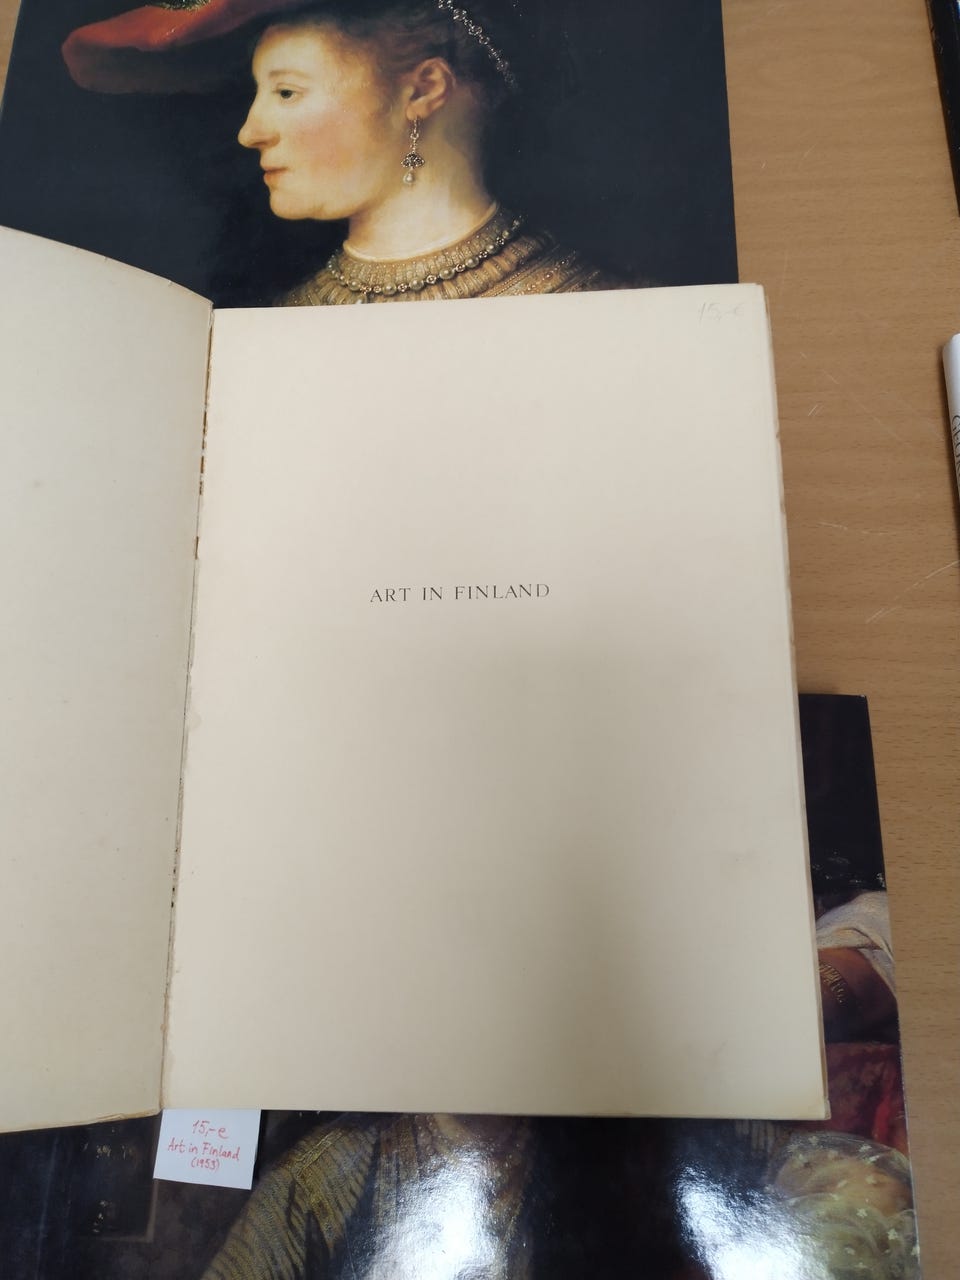 15,-€
ART IN FINLAND
15,-e
Art in Finland
(1953)